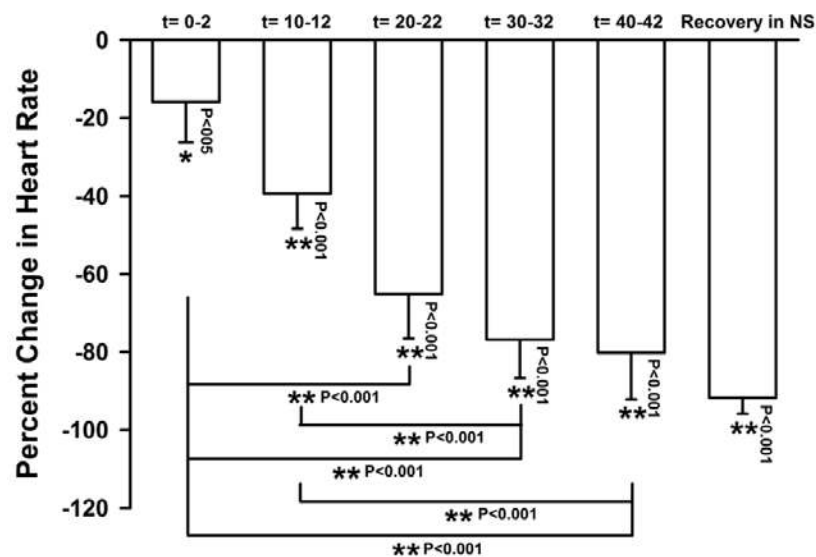 t= 0-2 t= 10-12 t= 20-22 t= 30-32 t= 40-42 Recovery in NS
Percent Change in Heart Rate
0
-20
-40
-60
-80
-100
-120
P<005
*
P<0.001
**
P<0.001
**
P<0.001
**
P<0.001
**
P<0.001
**
** P<0.001
** P<0.001
** P<0.001
** P<0.001
** P<0.001